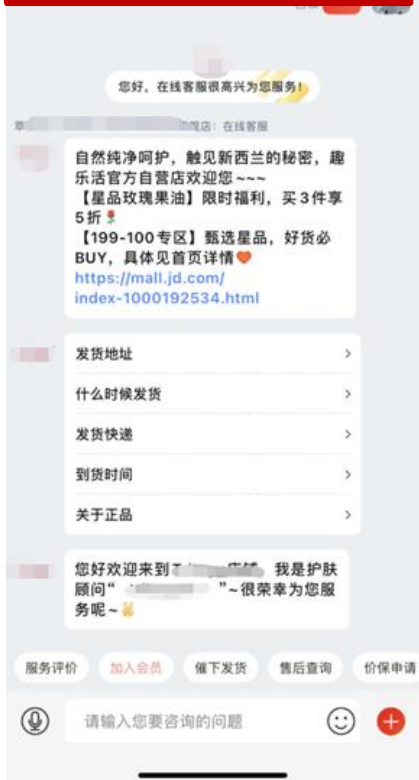 您好，在线客服很高兴为您服务！
店：在线客服
自然纯净呵护，触见新西兰的秘密，趣
乐活官方自营店欢迎您~~~
【星品玫瑰果油】限时福利，买3件享
5折🌹
【199-100专区】甄选星品，好货必
BUY，具体见首页详情🧡
https://mall.jd.com/
index-1000192534.html
发货地址
什么时候发货
发货快递
到货时间
关于正品
您好欢迎来到 我是护肤
顾问“ ”~很荣幸为您服
务呢~✌
服务评价 加入会员 催下发货 售后查询 价保申请
请输入您要咨询的问题